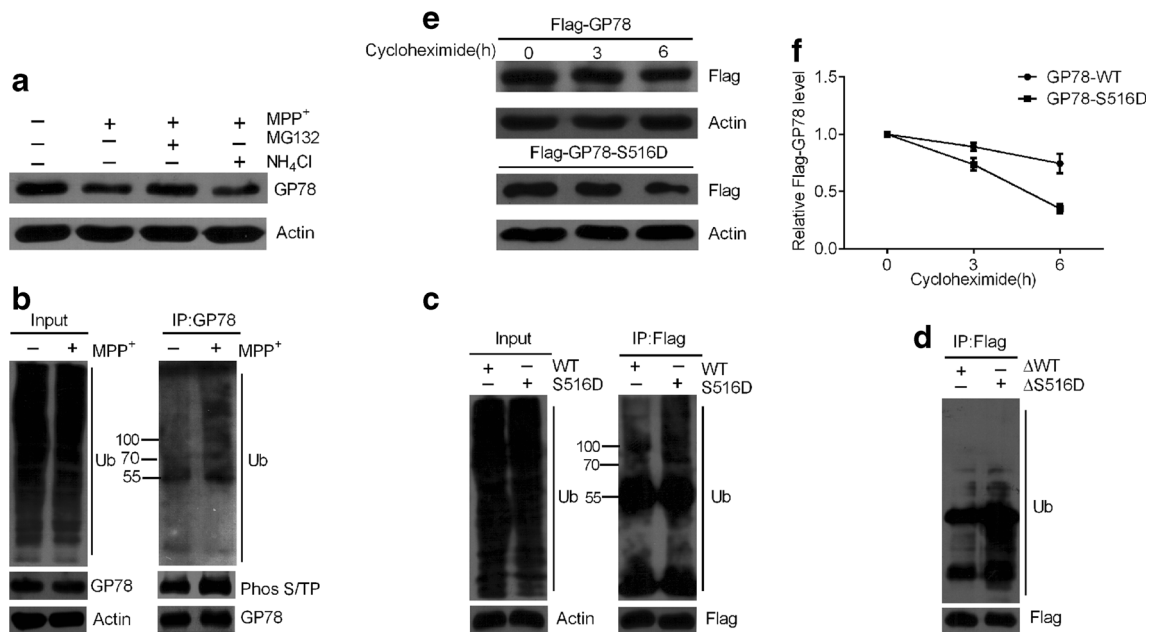 a
– + + + MPP+
– – + – MG132
– – – + NH4Cl
GP78
Actin
b
Input
– + MPP+
Ub
GP78
Actin
IP:GP78
– + MPP+
100
70
55
Ub
Phos S/TP
GP78
e
Flag-GP78
Cycloheximide(h) 0 3 6
Flag
Actin
Flag-GP78-S516D
Flag
Actin
f
Relative Flag-GP78 level
1.5
1.0
0.5
0.0
0 3 6
Cycloheximide(h)
GP78-WT
GP78-S516D
c
Input
+ – WT
– + S516D
Ub
Actin
IP:Flag
+ – WT
– + S516D
100
70
55
Ub
Flag
d
IP:Flag
+ – ΔWT
– + ΔS516D
Ub
Flag